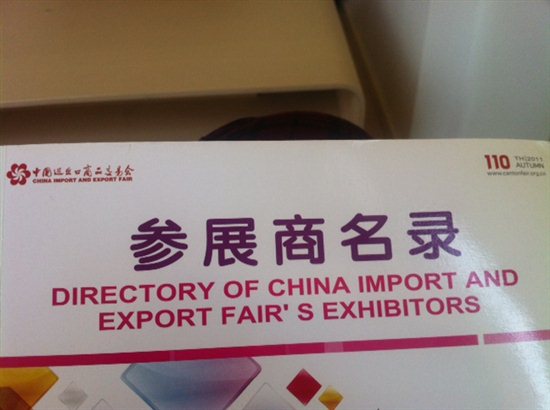 中国进出口商品交易会
CHINA IMPORT AND EXPORT FAIR
110 TH/2011
AUTUMN
www.cantonfair.org.cn
参展商名录
DIRECTORY OF CHINA IMPORT AND
EXPORT FAIR' S EXHIBITORS